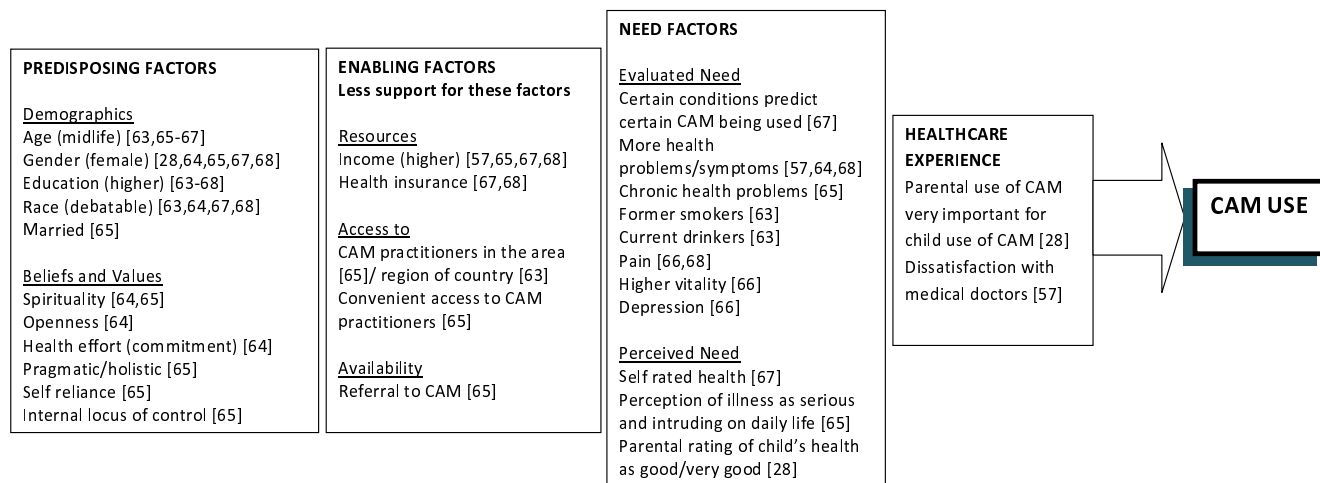 PREDISPOSING FACTORS
Demographics
Age (midlife) [63,65-67]
Gender (female) [28,64,65,67,68]
Education (higher) [63-68]
Race (debatable) [63,64,67,68]
Married [65]
Beliefs and Values
Spirituality [64,65]
Openness [64]
Health effort (commitment) [64]
Pragmatic/holistic [65]
Self reliance [65]
Internal locus of control [65]
ENABLING FACTORS
Less support for these factors
Resources
Income (higher) [57,65,67,68]
Health insurance [67,68]
Access to
CAM practitioners in the area
[65]/ region of country [63]
Convenient access to CAM
practitioners [65]
Availability
Referral to CAM [65]
NEED FACTORS
Evaluated Need
Certain conditions predict
certain CAM being used [67]
More health
problems/symptoms [57,64,68]
Chronic health problems [65]
Former smokers [63]
Current drinkers [63]
Pain [66,68]
Higher vitality [66]
Depression [66]
Perceived Need
Self rated health [67]
Perception of illness as serious
and intruding on daily life [65]
Parental rating of child's health
as good/very good [28]
HEALTHCARE
EXPERIENCE
Parental use of CAM
very important for
child use of CAM [28]
Dissatisfaction with
medical doctors [57]
CAM USE